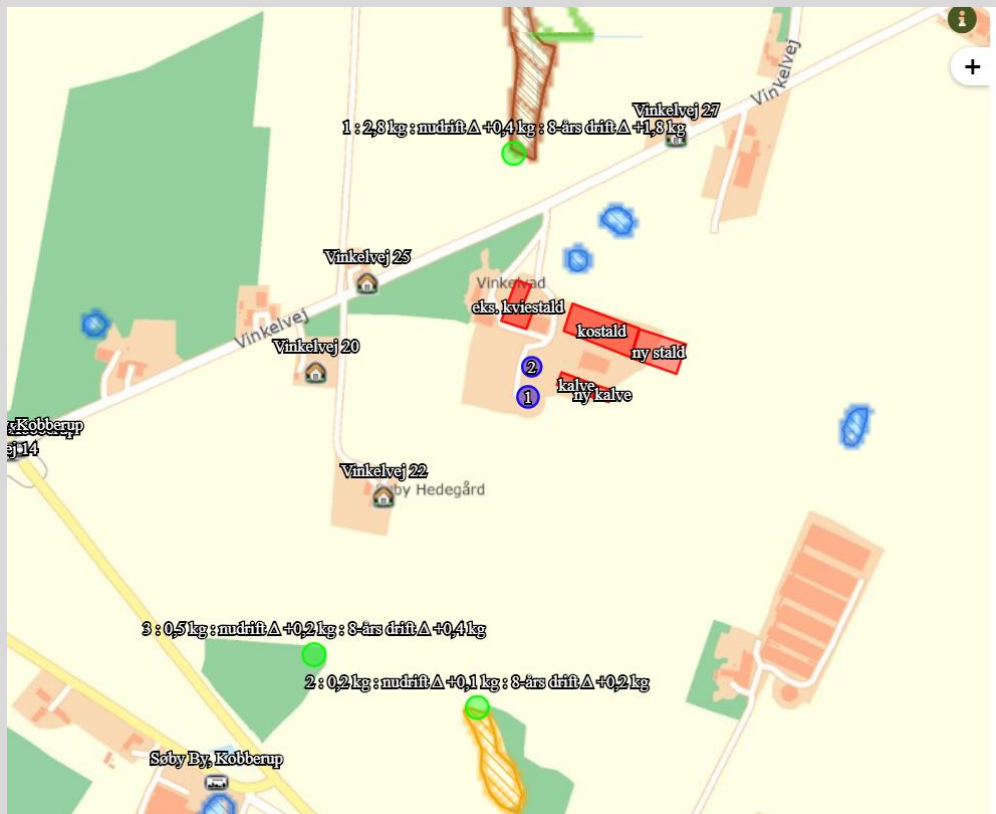 i
+
Vinkelvej
Vinkelvej 27
1 : 2,8 kg : nudrift Δ +0,4 kg : 8-års drift Δ +1,8 kg
Vinkelvej 25
Vinkelvad
eks. kviestald
kostald
Vinkelvej
Vinkelvej 20
ny stald
2
kalve
ny kalve
1
Kobberup
ej 14
Vinkelvej 22
by Hedegård
3 : 0,5 kg : nudrift Δ +0,2 kg : 8-års drift Δ +0,4 kg
2 : 0,2 kg : nudrift Δ +0,1 kg : 8-års drift Δ +0,2 kg
Søby By, Kobberup